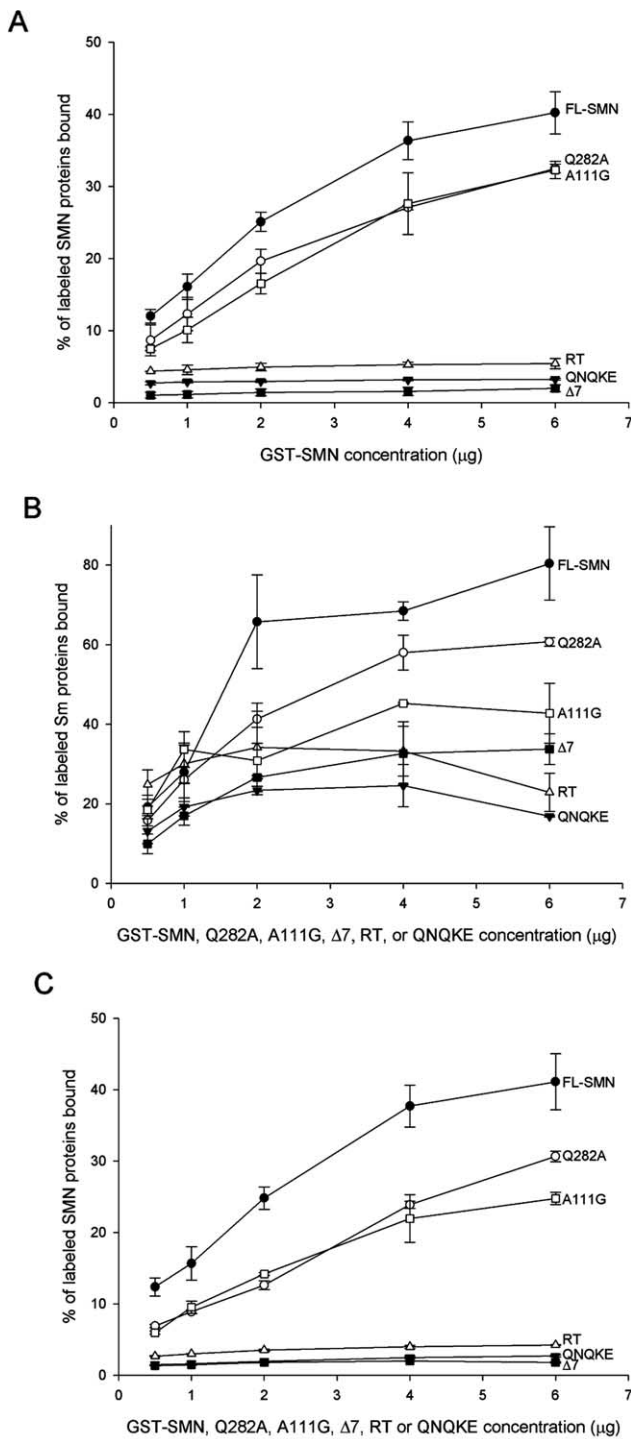 A
50
40
30
20
10
0
% of labeled SMN proteins bound
FL-SMN
Q282A
A111G
RT
QNQKE
Δ7
0 1 2 3 4 5 6 7
GST-SMN concentration (μg)
B
80
60
40
20
0
% of labeled Sm proteins bound
FL-SMN
Q282A
A111G
Δ7
RT
QNQKE
0 1 2 3 4 5 6 7
GST-SMN, Q282A, A111G, Δ7, RT, or QNQKE concentration (μg)
C
50
40
30
20
10
0
% of labeled SMN proteins bound
FL-SMN
Q282A
A111G
RT
QNQKE
Δ7
0 1 2 3 4 5 6 7
GST-SMN, Q282A, A111G, Δ7, RT or QNQKE concentration (μg)